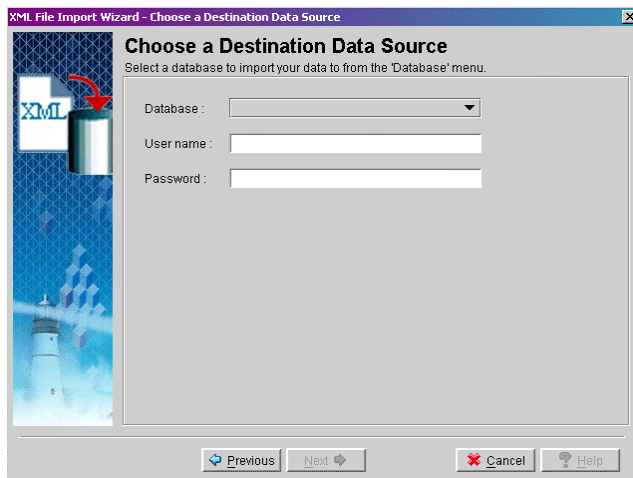 XML File Import Wizard - Choose a Destination Data Source
Choose a Destination Data Source
Select a database to import your data to from the 'Database' menu.
XML
Database :
User name :
Password :
Previous
Next
Cancel
Help